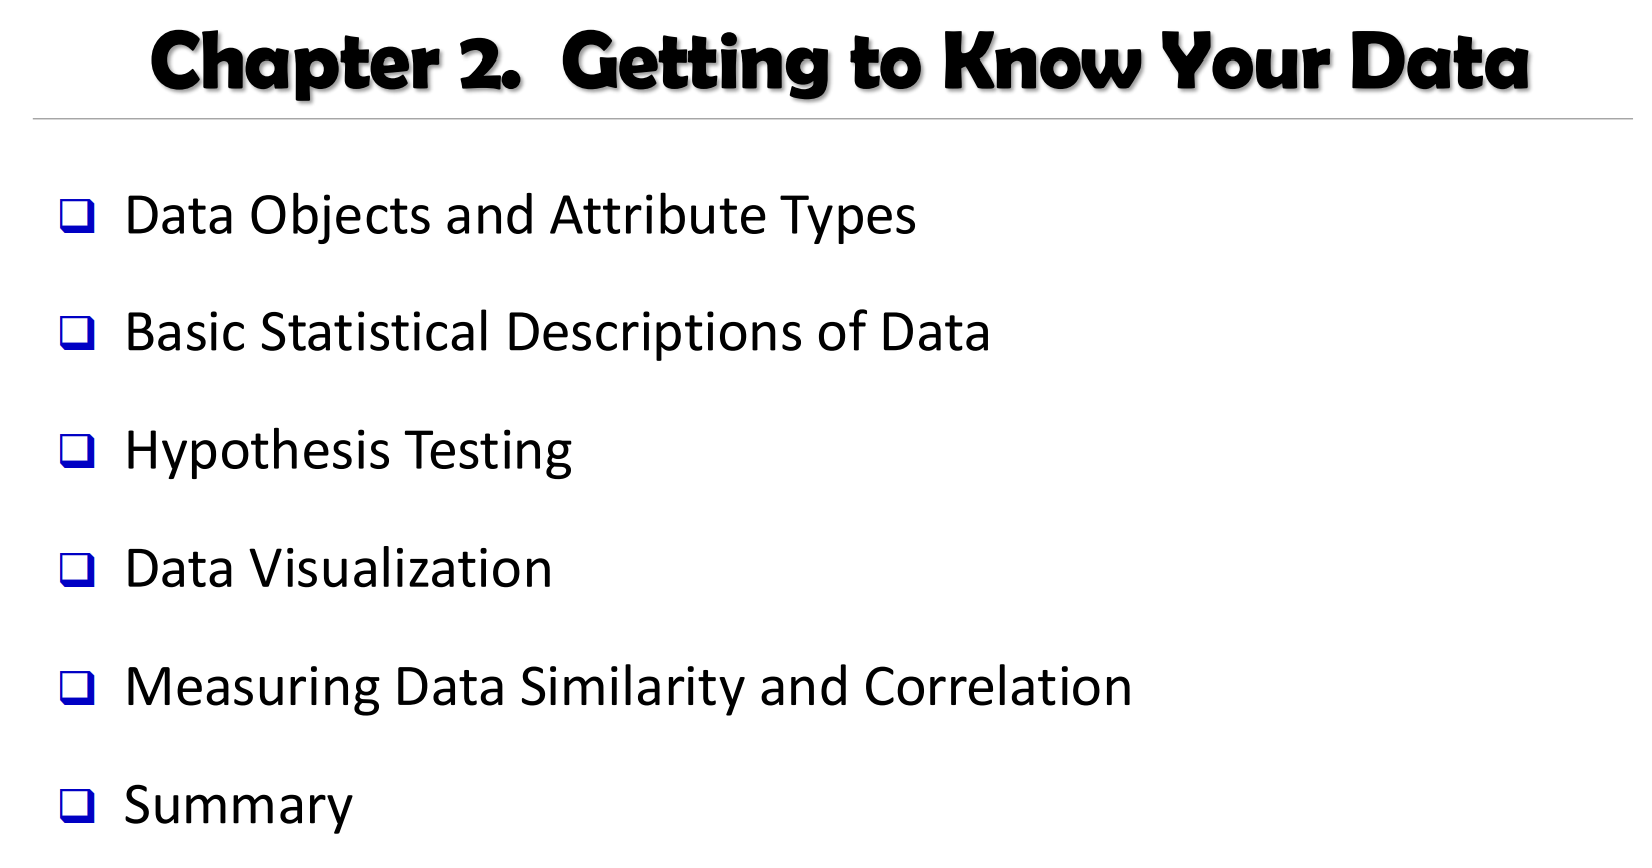 Chapter 2. Getting to Know Your Data
Data Objects and Attribute Types
Basic Statistical Descriptions of Data
Hypothesis Testing
Data Visualization
Measuring Data Similarity and Correlation
Summary